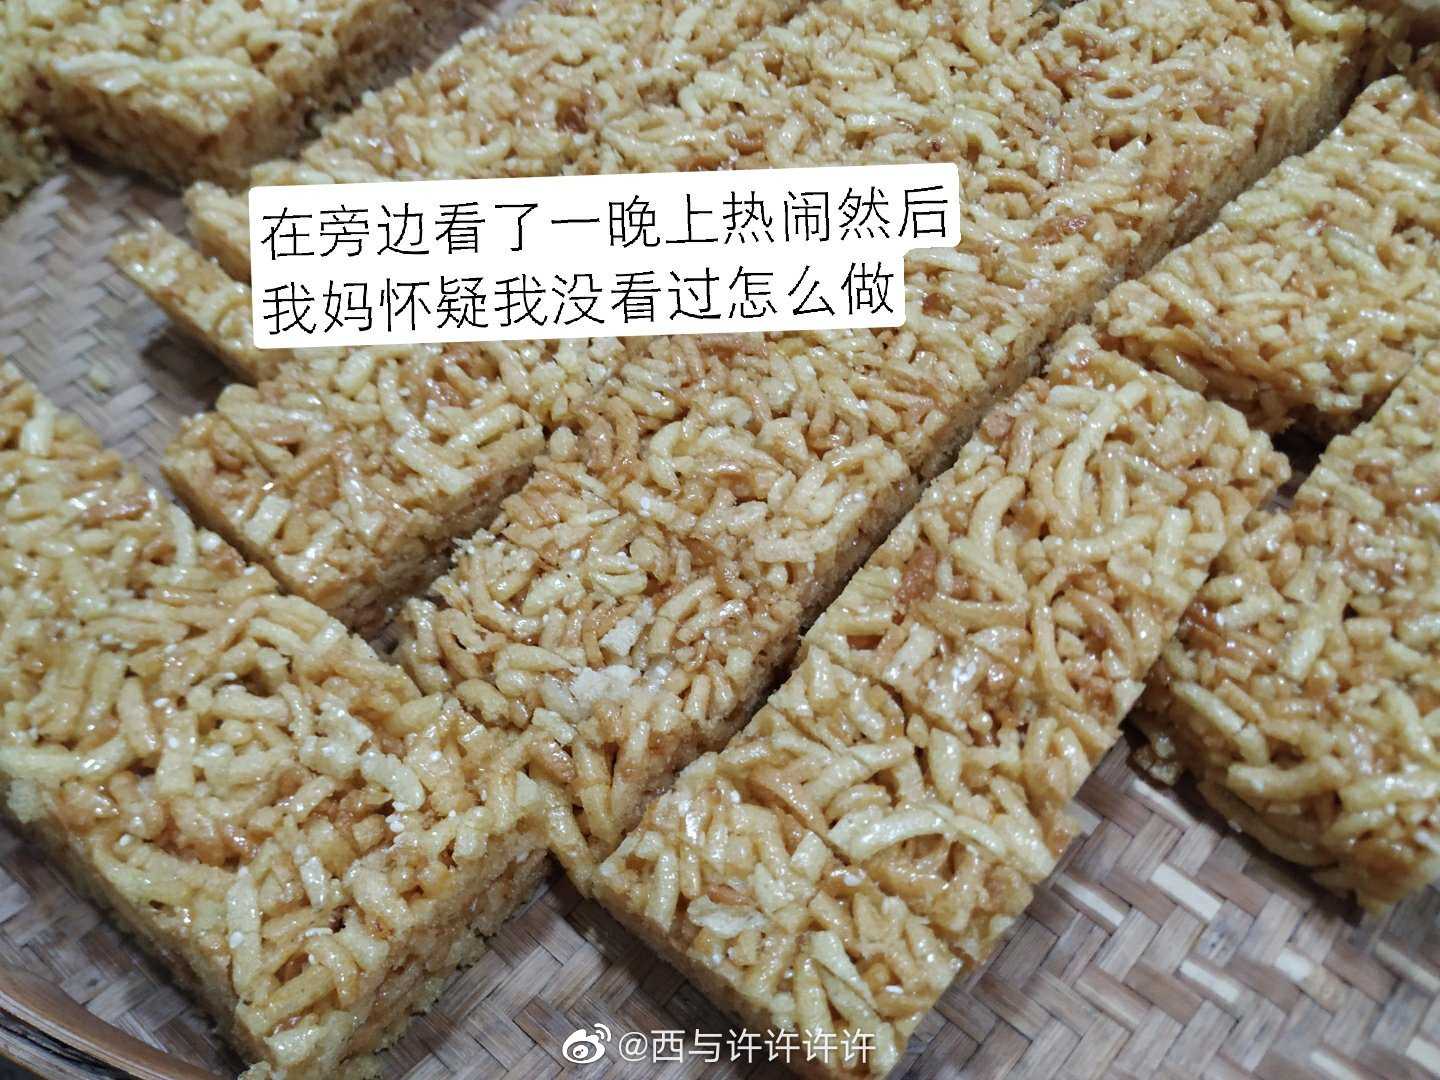 在旁边看了一晚上热闹然后
我妈怀疑我没看过怎么做
@西与许许许许